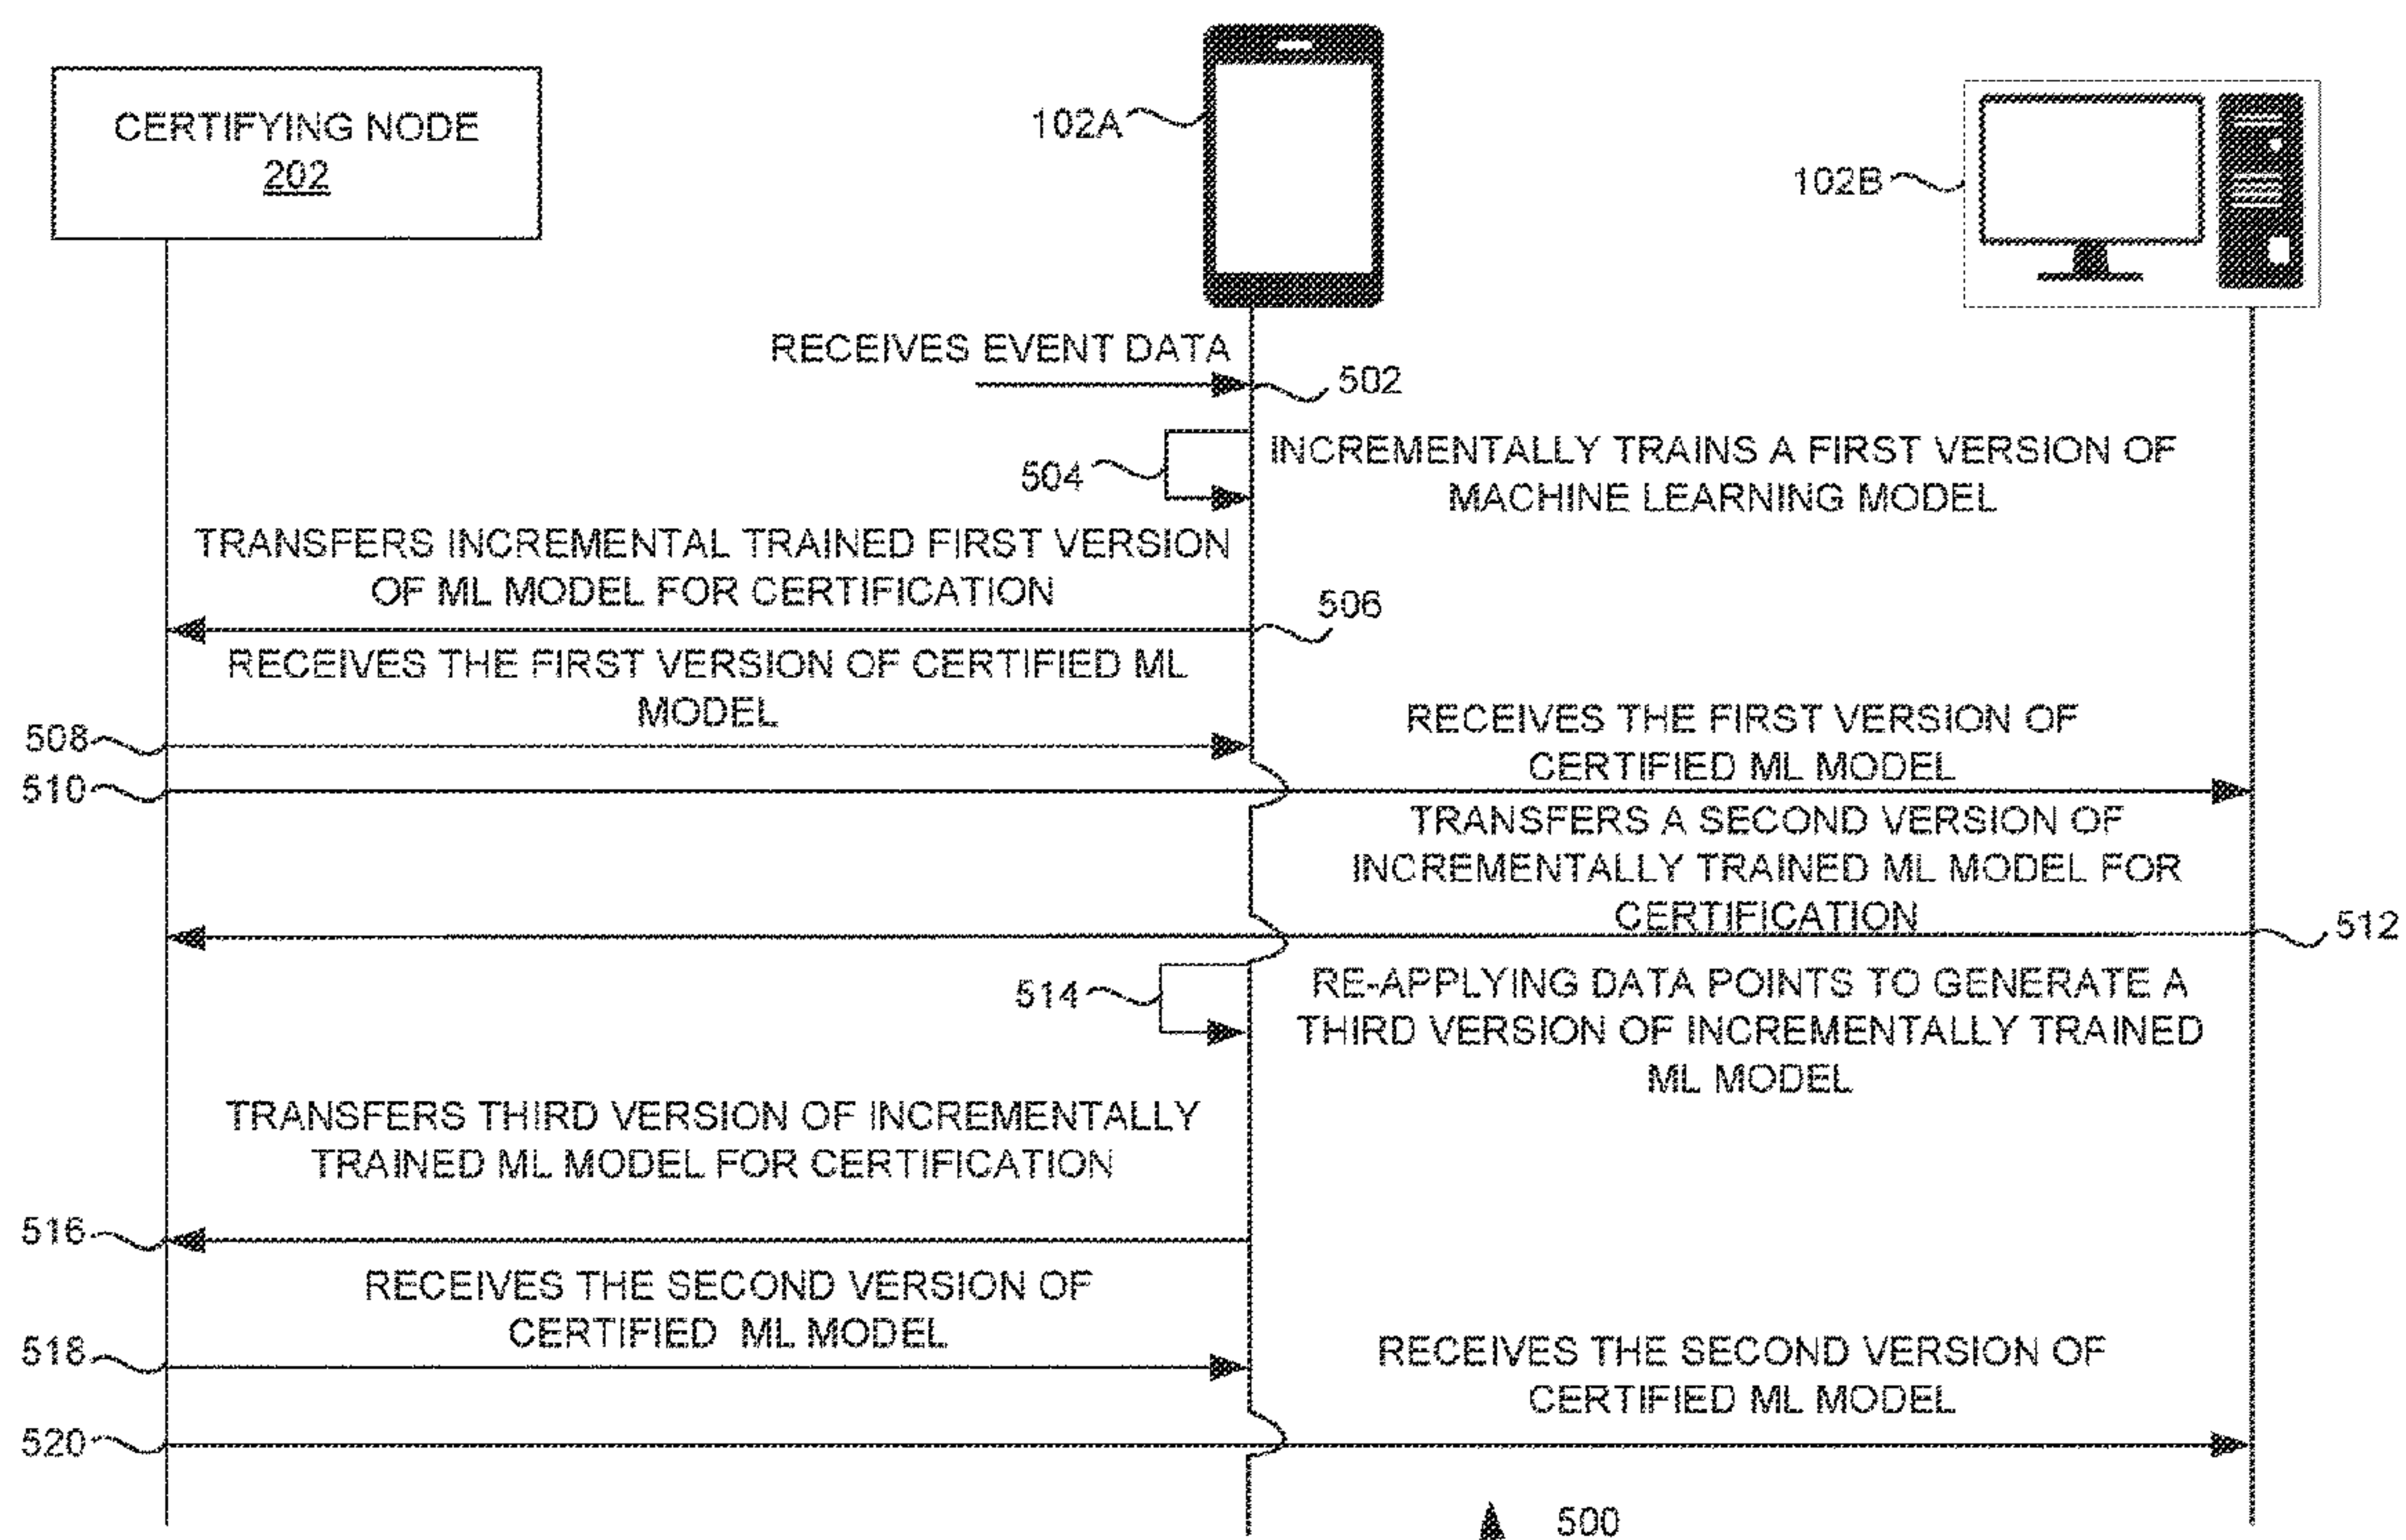 CERTIFYING NODE
202
102A
102B
RECEIVES EVENT DATA
502
504
INCREMENTALLY TRAINS A FIRST VERSION OF
MACHINE LEARNING MODEL
TRANSFERS INCREMENTAL TRAINED FIRST VERSION
OF ML MODEL FOR CERTIFICATION
506
RECEIVES THE FIRST VERSION OF CERTIFIED ML
MODEL
508
RECEIVES THE FIRST VERSION OF
CERTIFIED ML MODEL
510
TRANSFERS A SECOND VERSION OF
INCREMENTALLY TRAINED ML MODEL FOR
CERTIFICATION
512
514
RE-APPLYING DATA POINTS TO GENERATE A
THIRD VERSION OF INCREMENTALLY TRAINED
ML MODEL
TRANSFERS THIRD VERSION OF INCREMENTALLY
TRAINED ML MODEL FOR CERTIFICATION
516
RECEIVES THE SECOND VERSION OF
CERTIFIED ML MODEL
518
RECEIVES THE SECOND VERSION OF
CERTIFIED ML MODEL
520
500